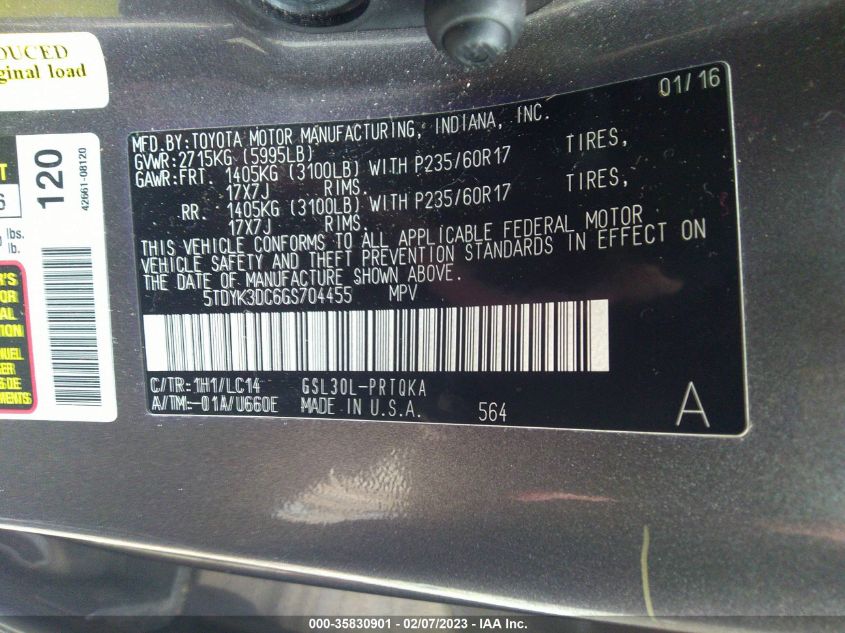 DUCED
ginal load
120
42661-08120
lbs.
lb.
01/16
MFD.BY:TOYOTA MOTOR MANUFACTURING, INDIANA, INC.
GVWR:2715KG (5995LB)
GAWR:FRT. 1405KG (3100LB) WITH P235/60R17 TIRES,
17X7J RIMS.
RR. 1405KG (3100LB) WITH P235/60R17 TIRES,
17X7J RIMS.
THIS VEHICLE CONFORMS TO ALL APPLICABLE FEDERAL MOTOR
VEHICLE SAFETY AND THEFT PREVENTION STANDARDS IN EFFECT ON
THE DATE OF MANUFACTURE SHOWN ABOVE.
5TDYK3DC6GS704455 MPV
C/TR:1H1/LC14 GSL30L-PRTQKA
A/TM:-01A/U660E MADE IN U.S.A. 564
A
000-35830901 - 02/07/2023 - IAA Inc.